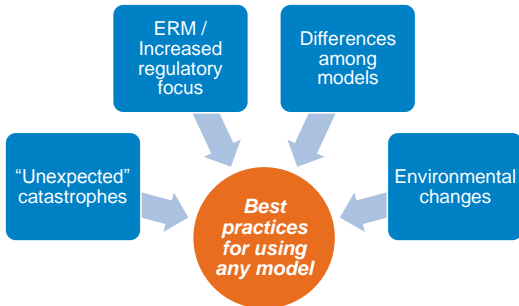 ERM /
Increased
regulatory
focus
Differences
among
models
“Unexpected”
catastrophes
Environmental
changes
Best
practices
for using
any model